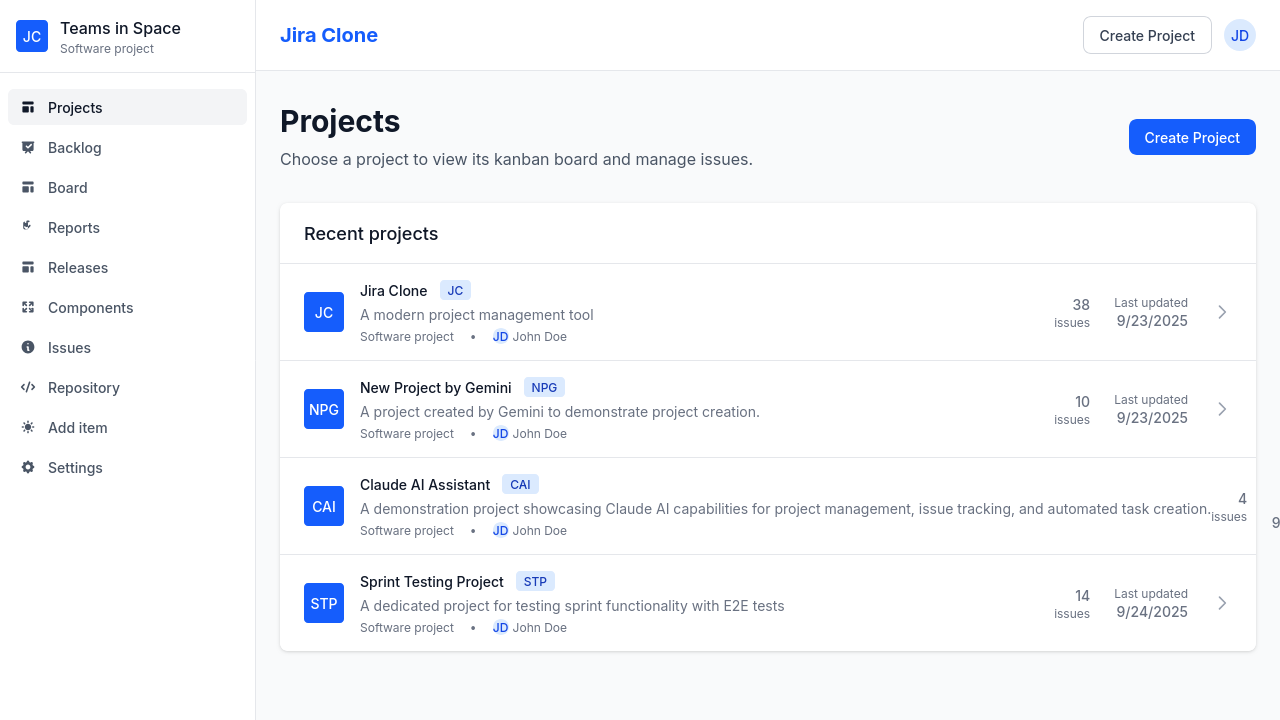 JC
Teams in Space
Software project
Projects
Backlog
Board
Reports
Releases
Components
Issues
Repository
Add item
Settings
Jira Clone
Create Project
JD
Projects
Choose a project to view its kanban board and manage issues.
Create Project
Recent projects
JC
Jira Clone JC
A modern project management tool
Software project • JD John Doe
38
issues
Last updated
9/23/2025
NPG
New Project by Gemini NPG
A project created by Gemini to demonstrate project creation.
Software project • JD John Doe
10
issues
Last updated
9/23/2025
CAI
Claude AI Assistant CAI
A demonstration project showcasing Claude AI capabilities for project management, issue tracking, and automated task creation.
Software project • JD John Doe
4
issues
9
STP
Sprint Testing Project STP
A dedicated project for testing sprint functionality with E2E tests
Software project • JD John Doe
14
issues
Last updated
9/24/2025